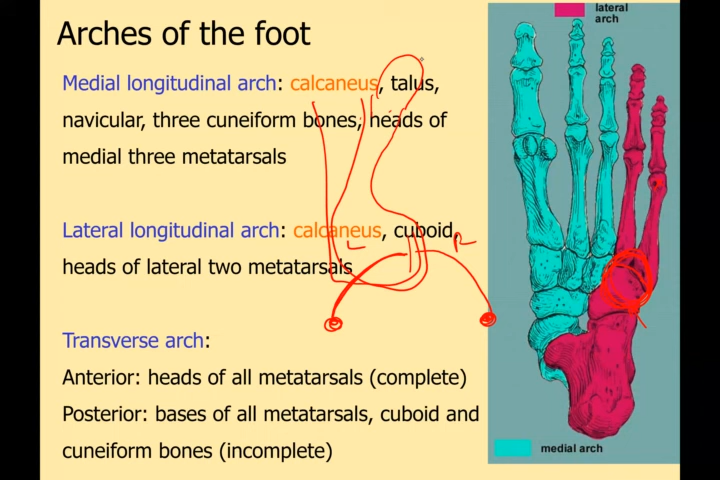 Arches of the foot
Medial longitudinal arch: calcaneus, talus,
navicular, three cuneiform bones, heads of
medial three metatarsals
Lateral longitudinal arch: calcaneus, cuboid,
heads of lateral two metatarsals
L R
Transverse arch:
Anterior: heads of all metatarsals (complete)
Posterior: bases of all metatarsals, cuboid and
cuneiform bones (incomplete)
lateral
arch
medial arch